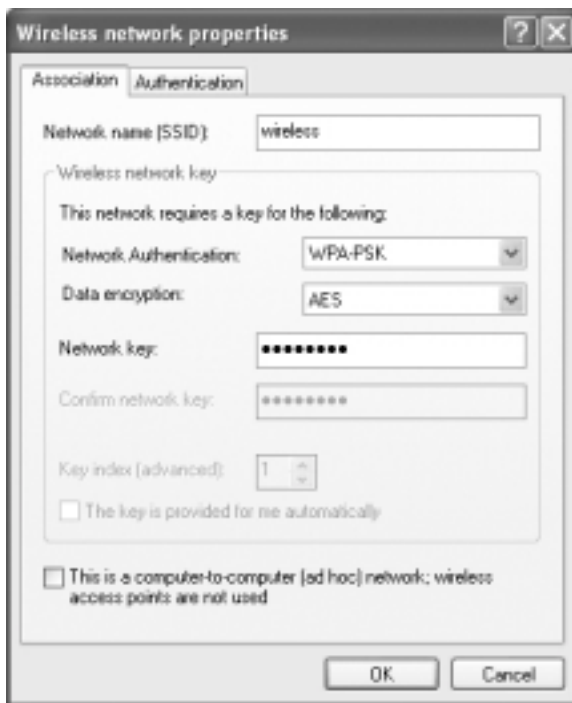 Wireless network properties
Association Authentication
Network name (SSID): wireless
Wireless network key
This network requires a key for the following:
Network Authentication: WPA-PSK
Data encryption: AES
Network key: ••••••••
Confirm network key: ••••••••
Key index (advanced): 1
The key is provided for me automatically
This is a computer-to-computer (ad hoc) network; wireless
access points are not used
OK Cancel